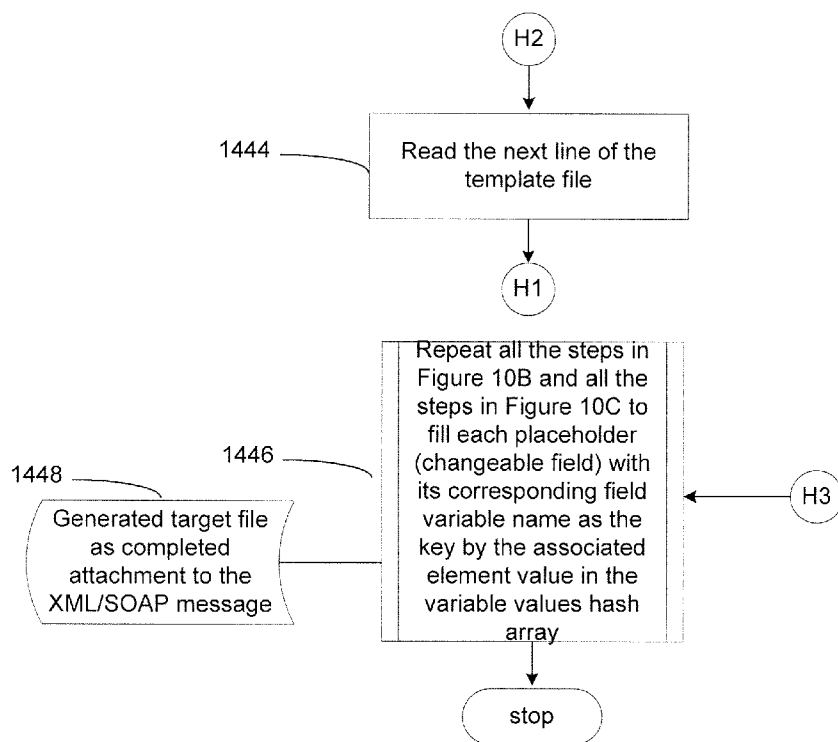 H2
1444
Read the next line of the
template file
H1
Repeat all the steps in
Figure 10B and all the
steps in Figure 10C to
fill each placeholder
(changeable field) with
its corresponding field
variable name as the
key by the associated
element value in the
variable values hash
array
1446
H3
1448
Generated target file
as completed
attachment to the
XML/SOAP message
stop